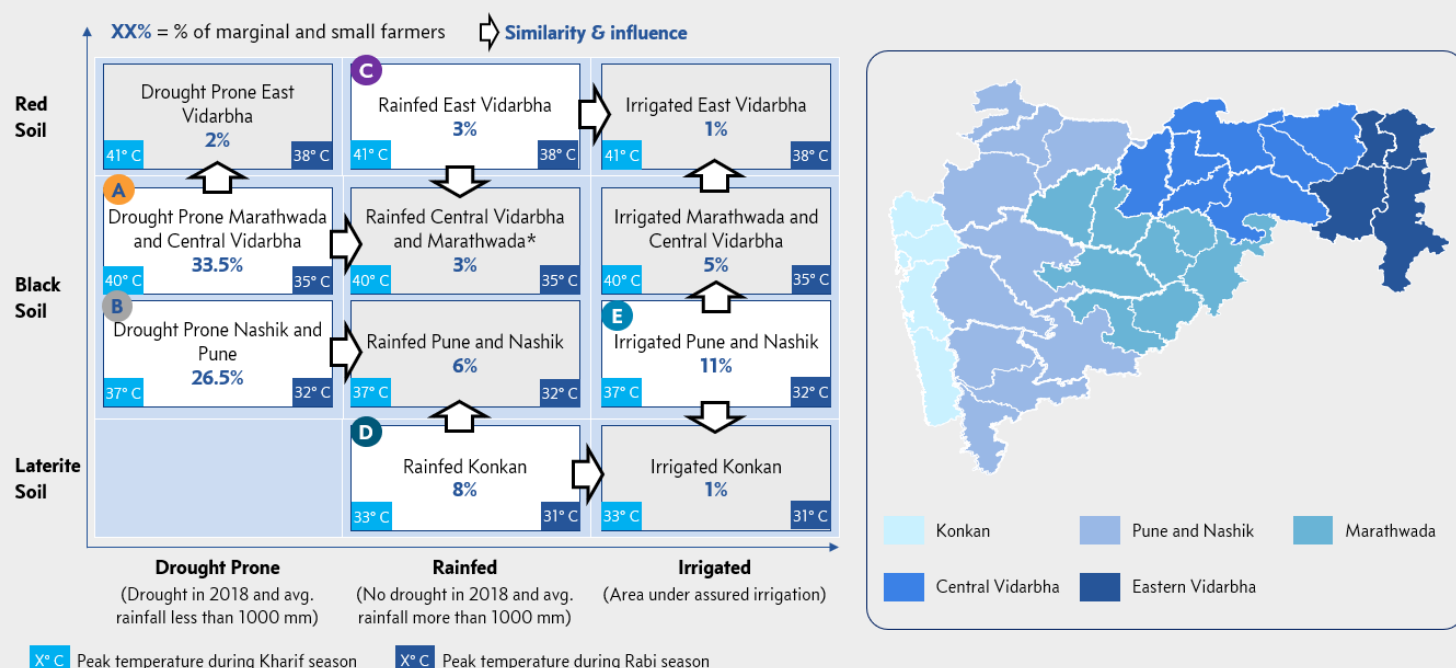 XX% = % of marginal and small farmers
Similarity & influence
Red
Soil
Drought Prone East
Vidarbha
2%
41° C
38° C
C
Rainfed East Vidarbha
3%
41° C
38° C
Irrigated East Vidarbha
1%
41° C
38° C
Black
Soil
A
Drought Prone Marathwada
and Central Vidarbha
33.5%
40° C
35° C
Rainfed Central Vidarbha
and Marathwada*
3%
40° C
35° C
Irrigated Marathwada and
Central Vidarbha
5%
40° C
35° C
B
Drought Prone Nashik and
Pune
26.5%
37° C
32° C
Rainfed Pune and Nashik
6%
37° C
32° C
E
Irrigated Pune and Nashik
11%
37° C
32° C
Laterite
Soil
D
Rainfed Konkan
8%
33° C
31° C
Irrigated Konkan
1%
33° C
31° C
Drought Prone
(Drought in 2018 and avg.
rainfall less than 1000 mm)
Rainfed
(No drought in 2018 and avg.
rainfall more than 1000 mm)
Irrigated
(Area under assured irrigation)
X° C Peak temperature during Kharif season
X° C Peak temperature during Rabi season
Konkan
Pune and Nashik
Marathwada
Central Vidarbha
Eastern Vidarbha